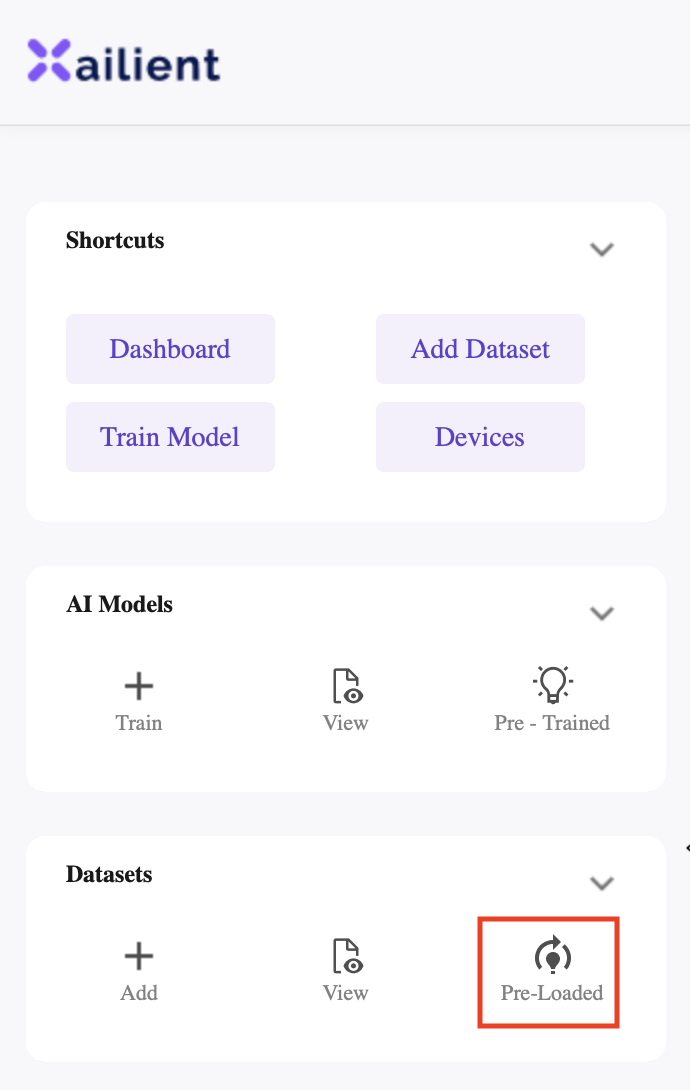 Xailient
Shortcuts
Dashboard Add Dataset
Train Model Devices
AI Models
Train View Pre - Trained
Datasets
Add View Pre-Loaded